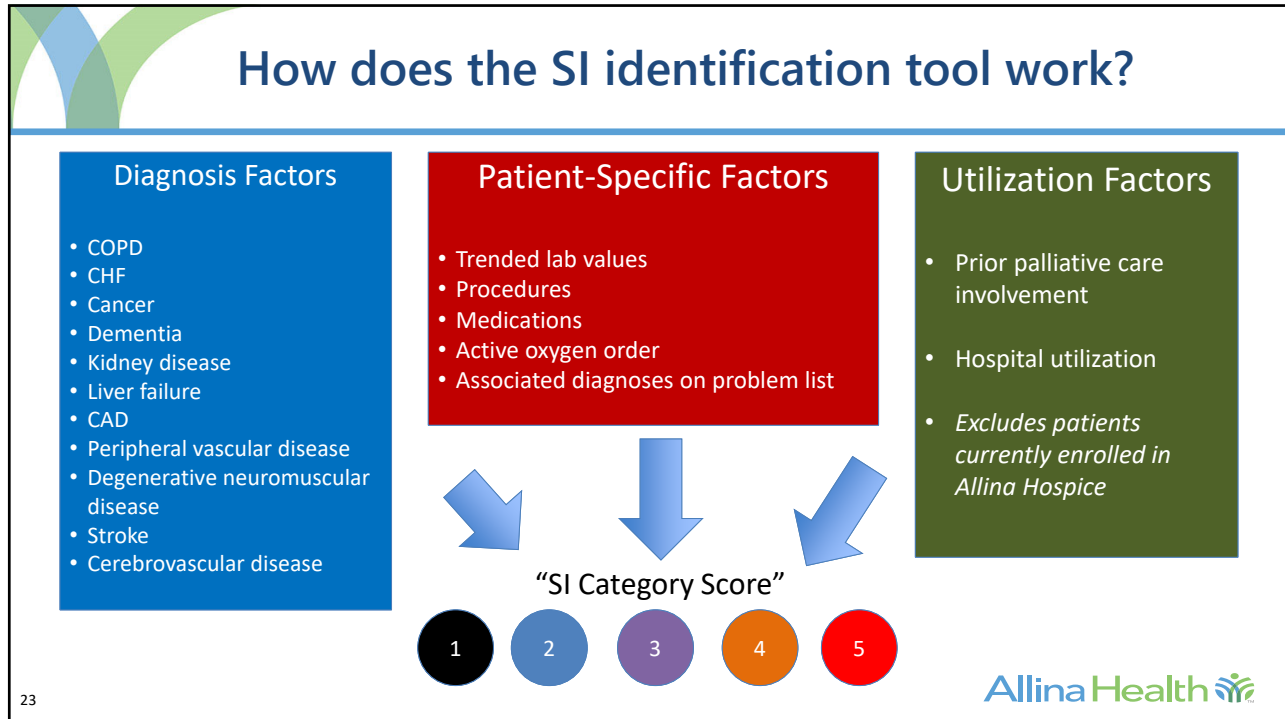 How does the SI identification tool work?
Diagnosis Factors
• COPD
• CHF
• Cancer
• Dementia
• Kidney disease
• Liver failure
• CAD
• Peripheral vascular disease
• Degenerative neuromuscular
disease
• Stroke
• Cerebrovascular disease
Patient-Specific Factors
• Trended lab values
• Procedures
• Medications
• Active oxygen order
• Associated diagnoses on problem list
Utilization Factors
• Prior palliative care
involvement
• Hospital utilization
• Excludes patients
currently enrolled in
Allina Hospice
“SI Category Score”
1 2 3 4 5
23
Allina Health
TM